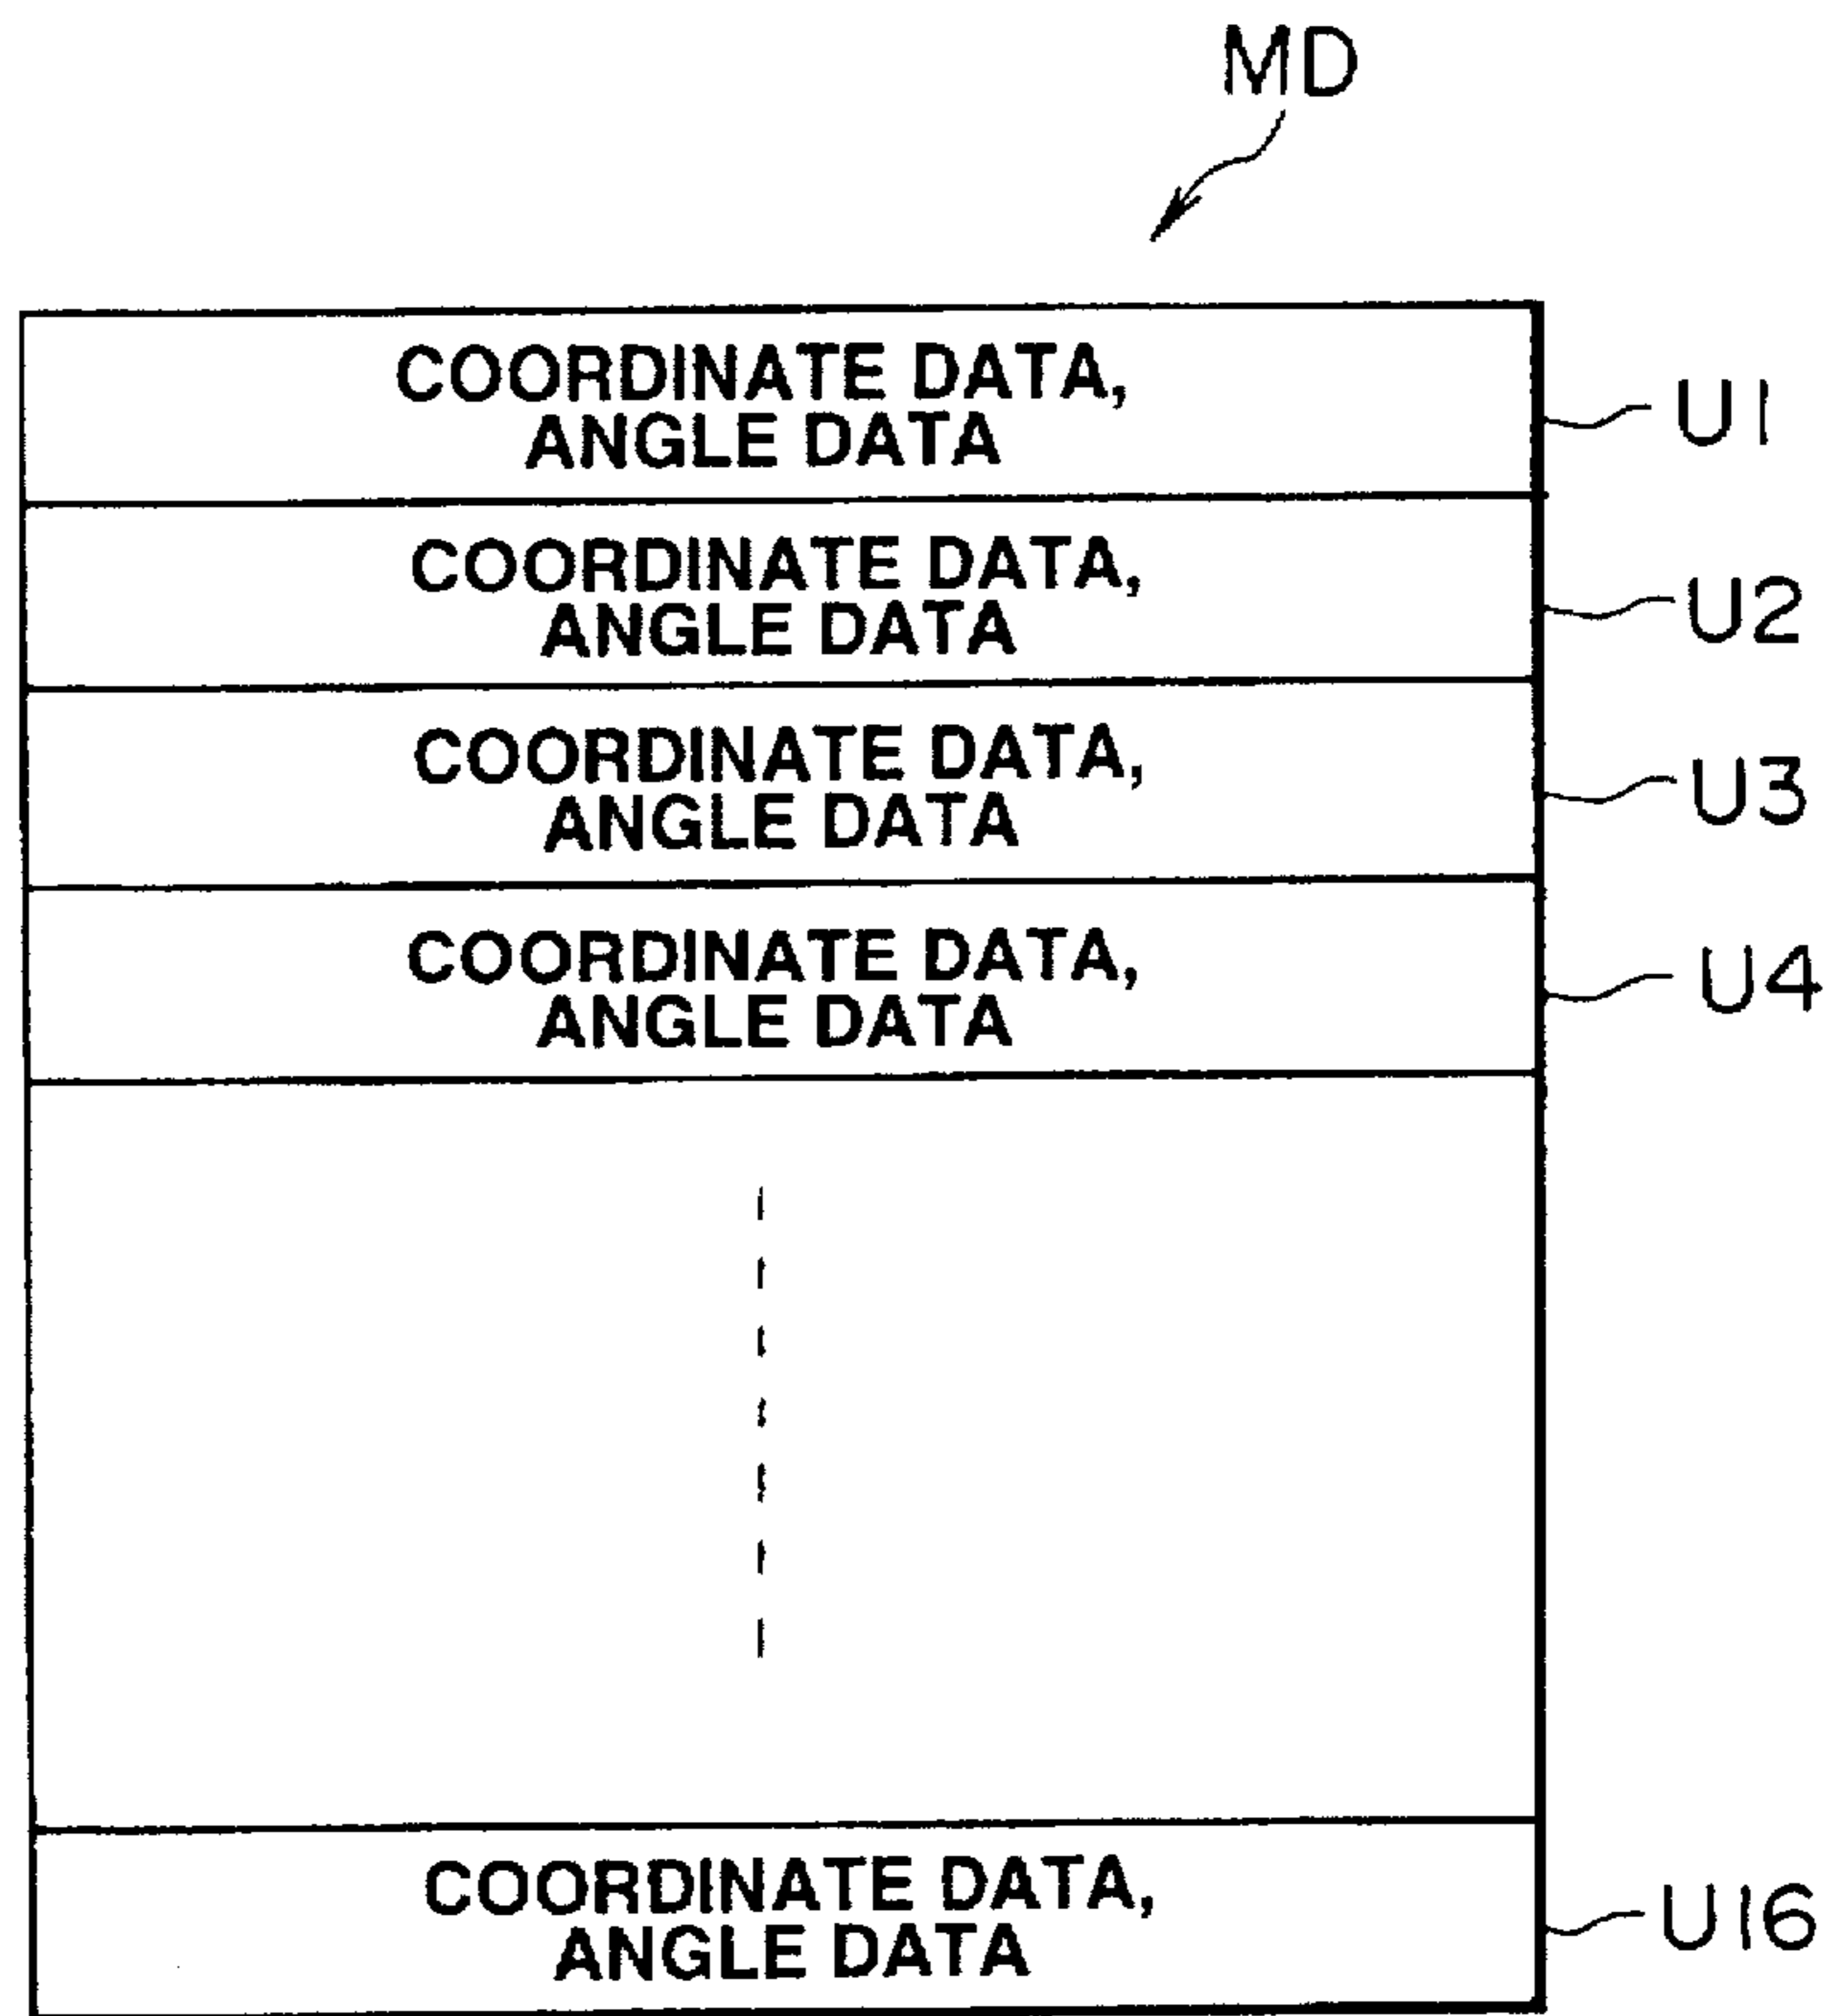 MD
COORDINATE DATA,
ANGLE DATA
U1
COORDINATE DATA,
ANGLE DATA
U2
COORDINATE DATA,
ANGLE DATA
U3
COORDINATE DATA,
ANGLE DATA
U4
COORDINATE DATA,
ANGLE DATA
U16